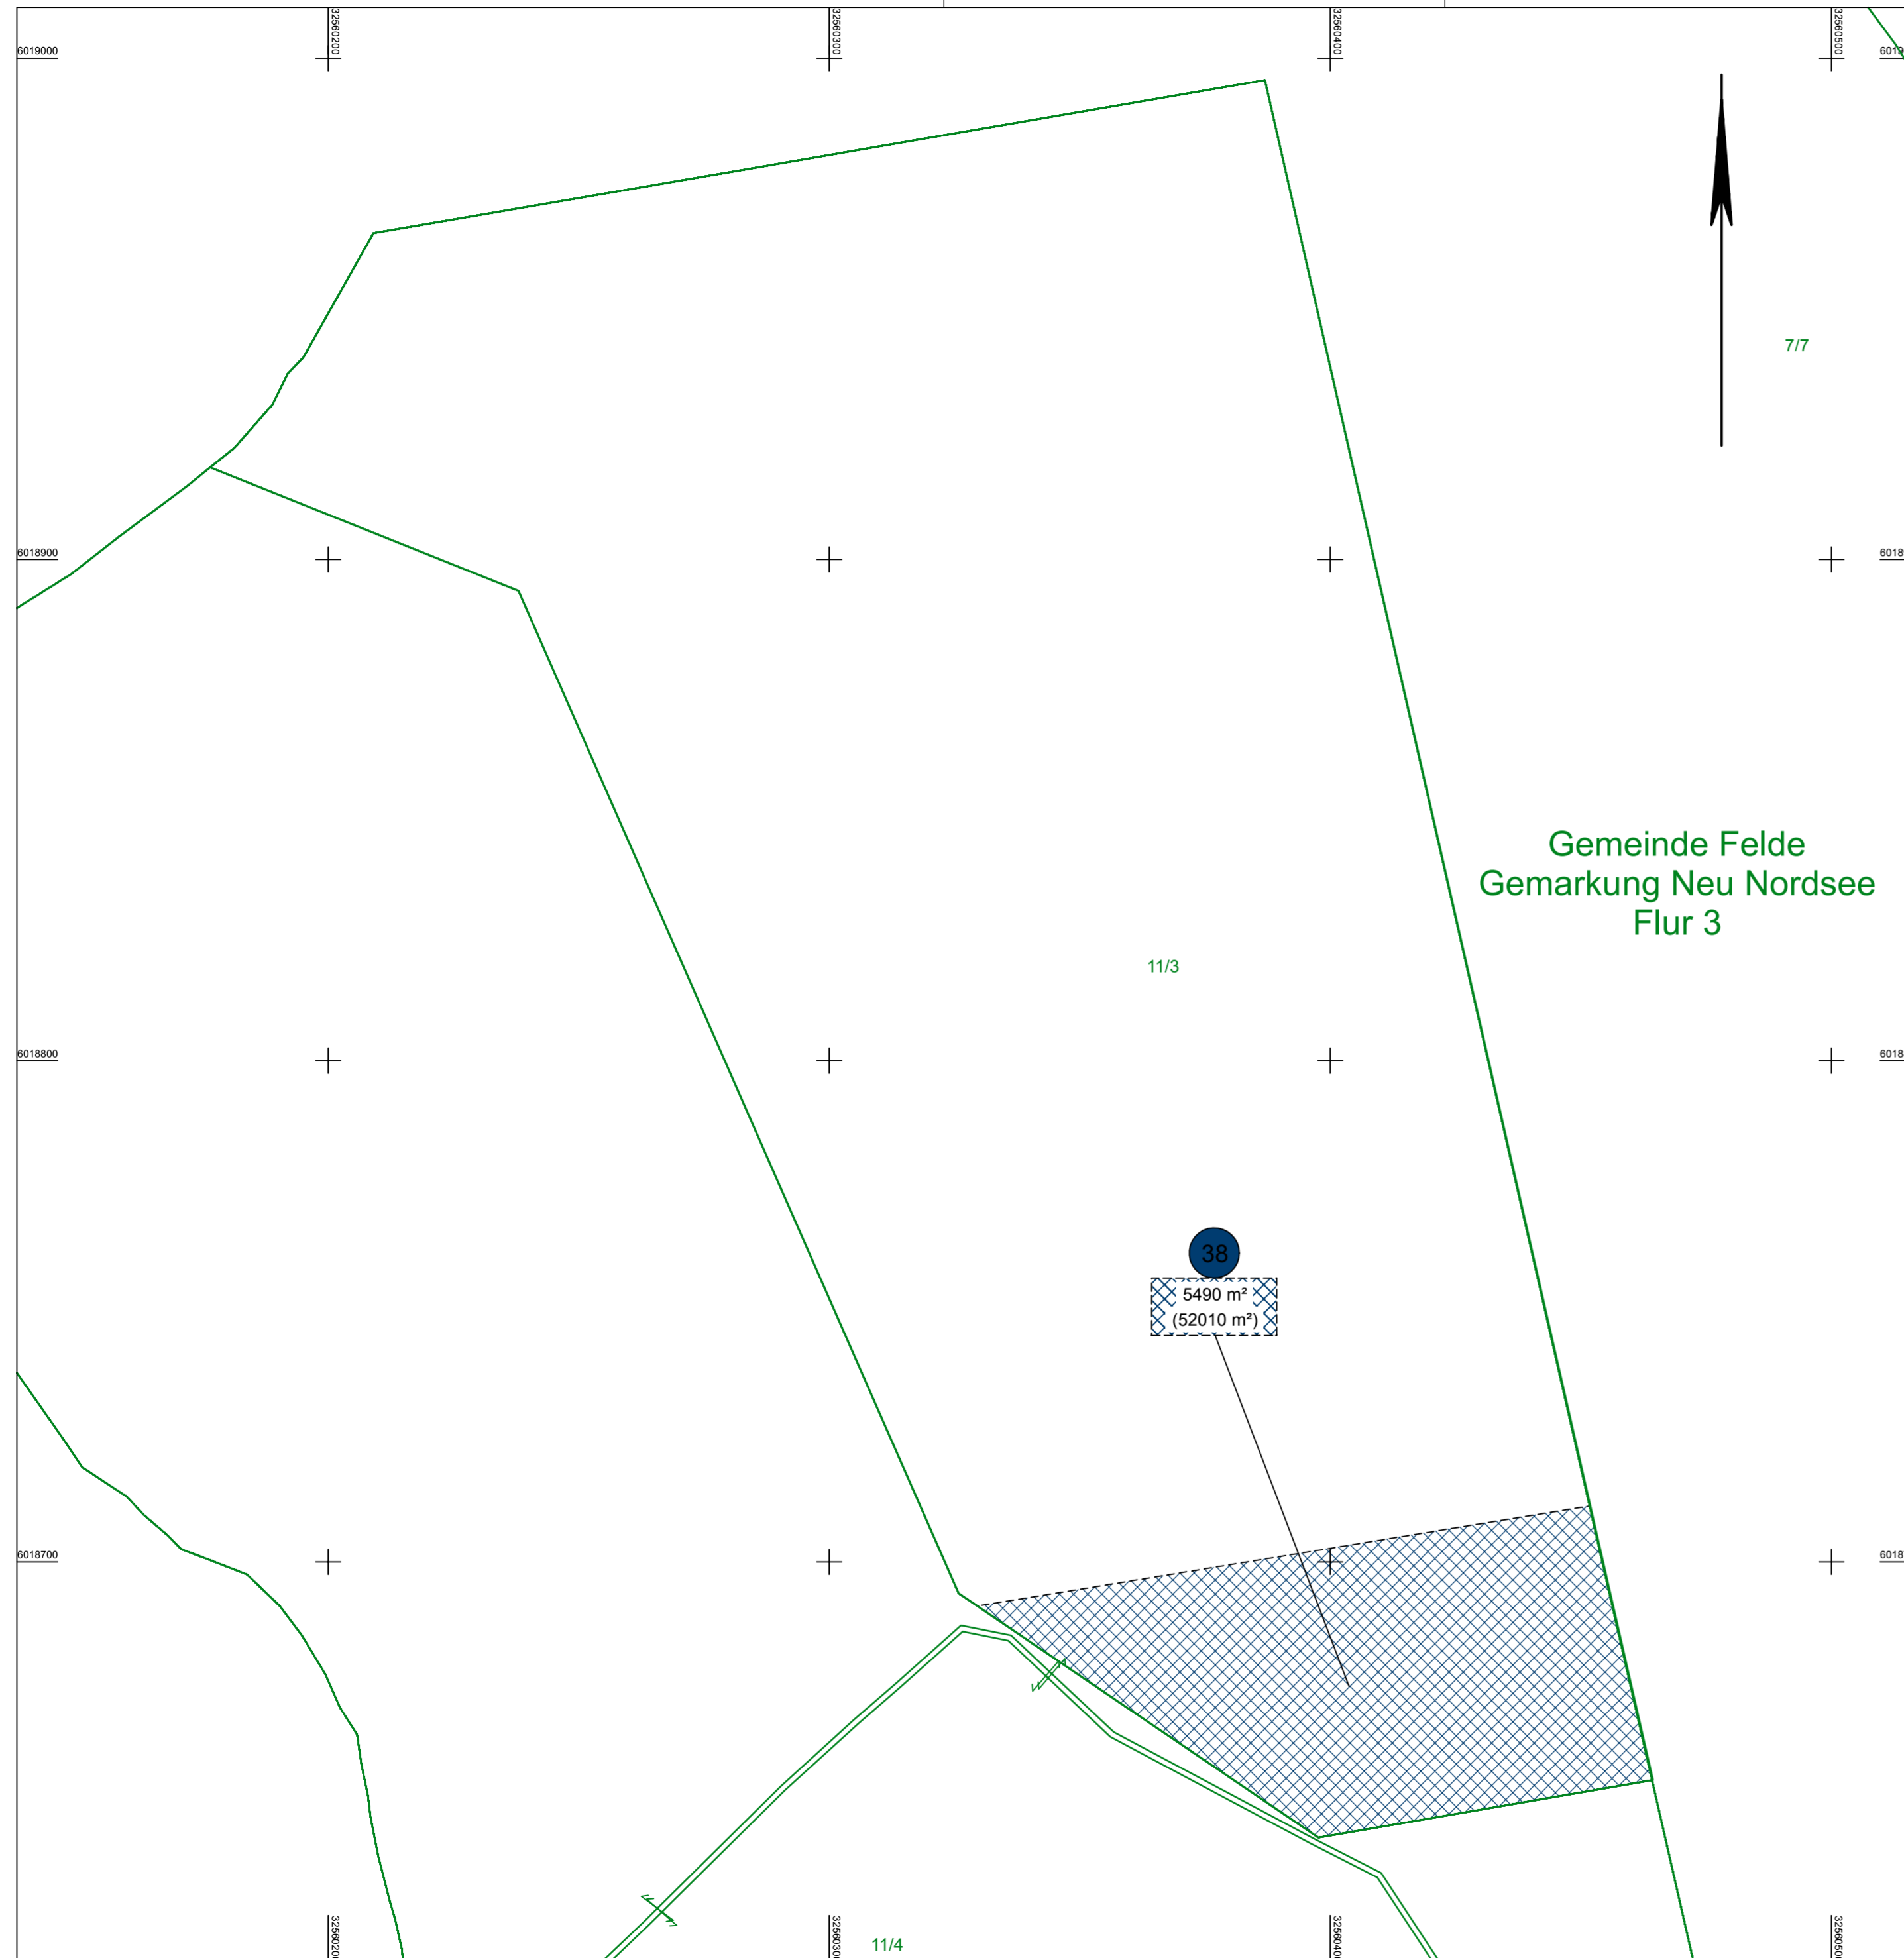 32560200
32560300
32560400
32560500
6019000
7/7
6018900
Gemeinde Felde
Gemarkung Neu Nordsee
Flur 3
11/3
6018800
38
5490 m²
(52010 m²)
6018700
11/4